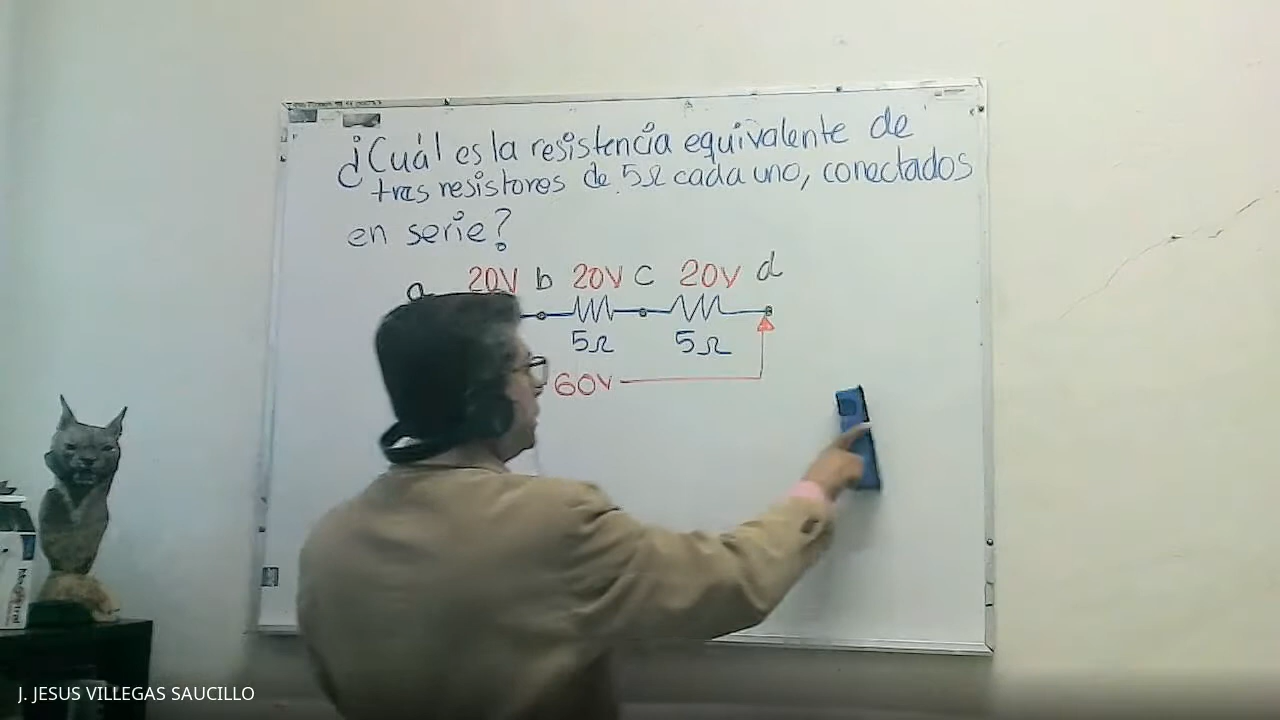 ¿Cuál es la resistencia equivalente de
tres resistores de 5Ω cada uno, conectados
en serie?
a 20V b 20V c 20V d
5Ω 5Ω
60V
J. JESUS VILLEGAS SAUCILLO